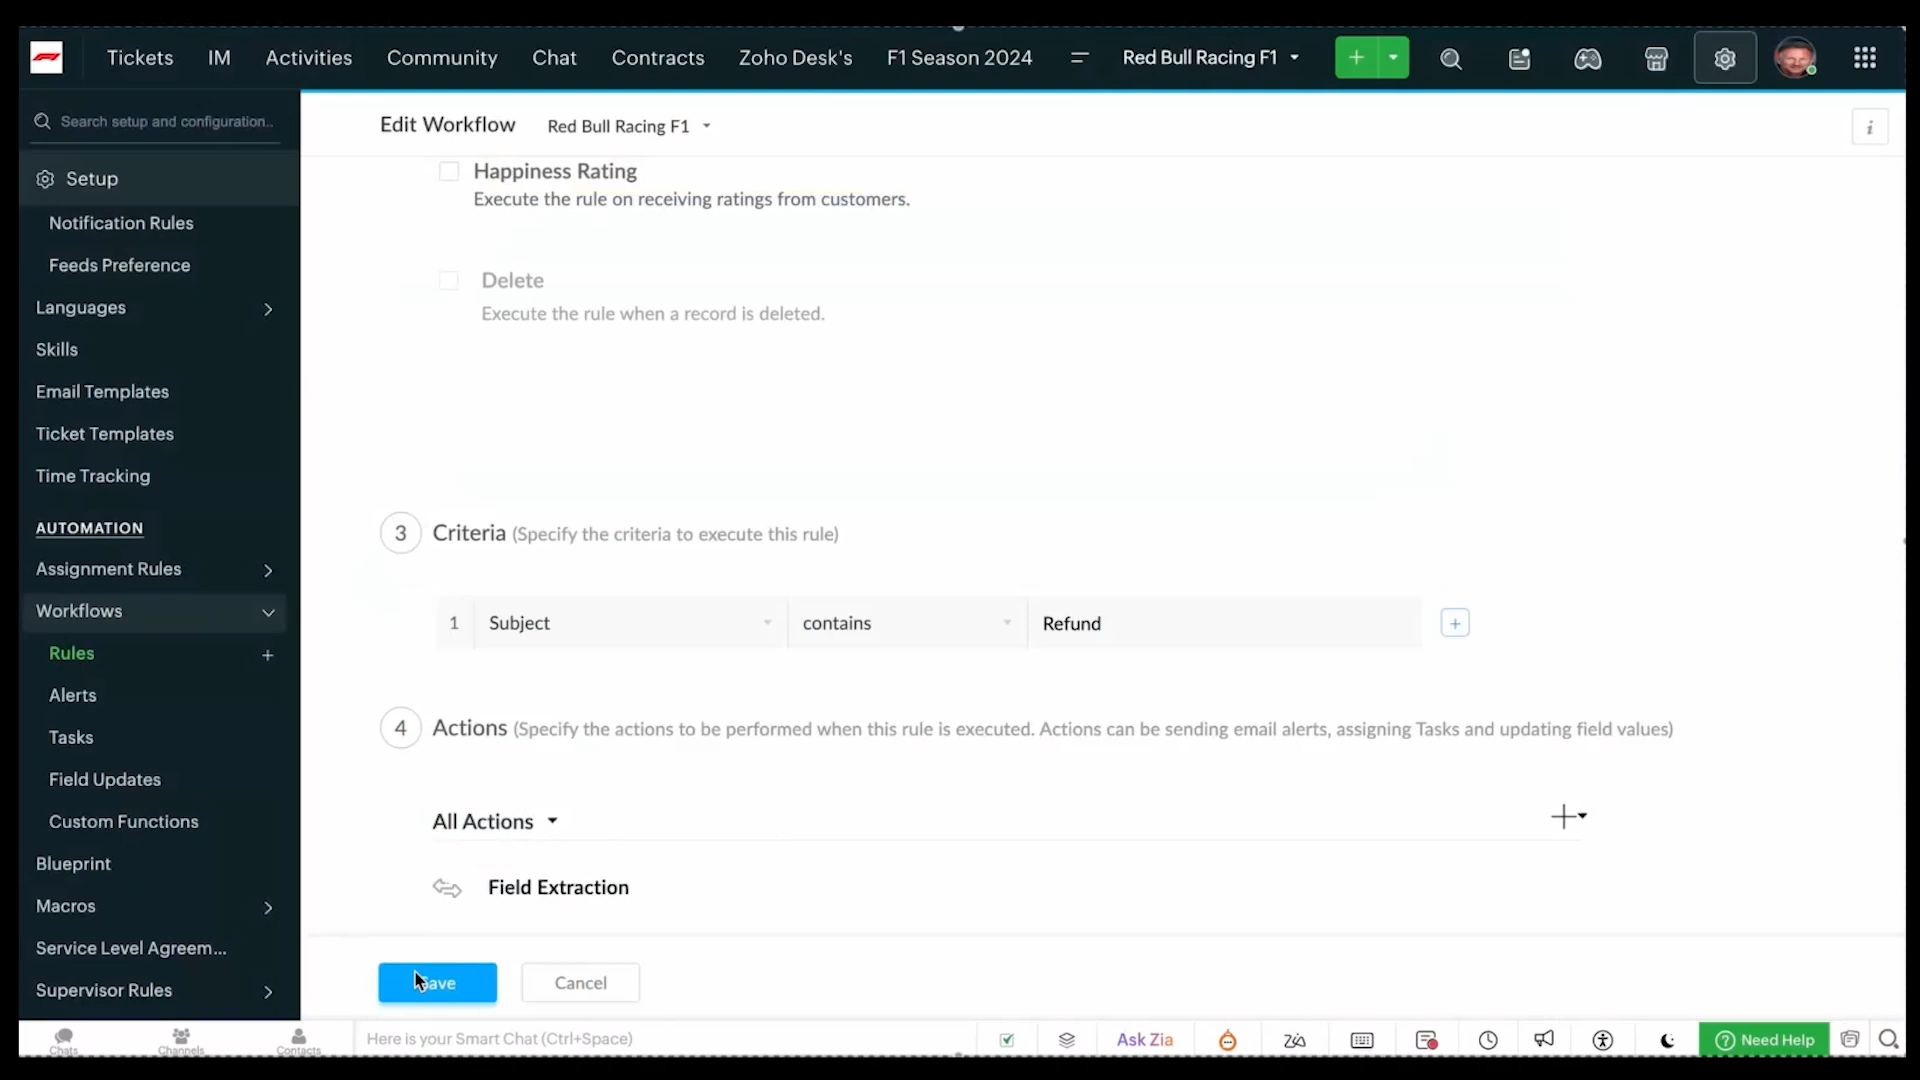 Tickets IM Activities Community Chat Contracts Zoho Desk's F1 Season 2024 Red Bull Racing F1
Search setup and configuration..
Edit Workflow Red Bull Racing F1
Setup
Notification Rules
Feeds Preference
Languages
Skills
Email Templates
Ticket Templates
Time Tracking
AUTOMATION
Assignment Rules
Workflows
Rules
Alerts
Tasks
Field Updates
Custom Functions
Blueprint
Macros
Service Level Agreem...
Supervisor Rules
Happiness Rating
Execute the rule on receiving ratings from customers.
Delete
Execute the rule when a record is deleted.
3 Criteria (Specify the criteria to execute this rule)
1 Subject contains Refund
4 Actions (Specify the actions to be performed when this rule is executed. Actions can be sending email alerts, assigning Tasks and updating field values)
All Actions
Field Extraction
Save Cancel
Chats Channels Contacts Here is your Smart Chat (Ctrl+Space) Ask Zia Need Help